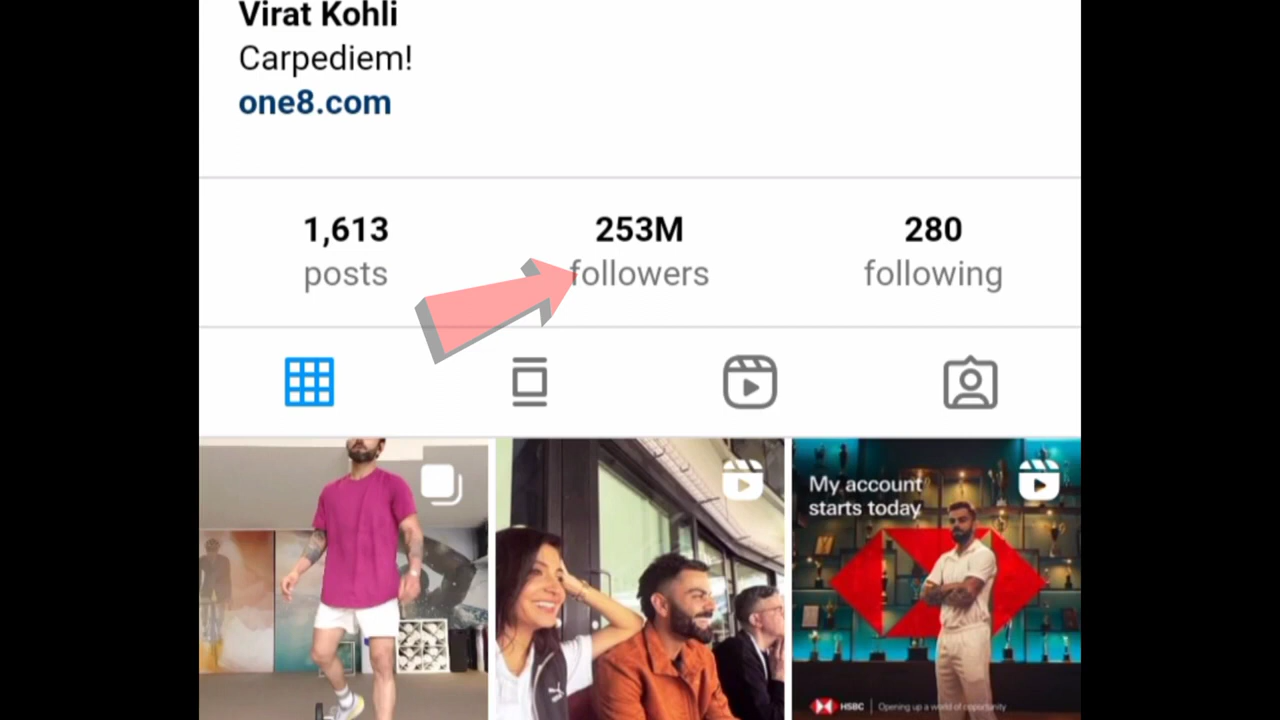 Virat Kohli
Carpediem!
one8.com
1,613 253M 280
posts followers following
My account
starts today
HSBC Opening up a world of opportunity